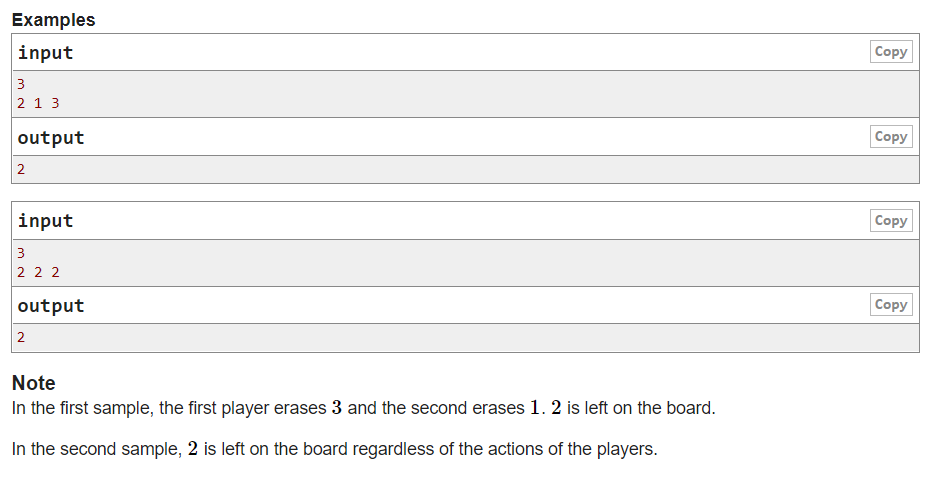 Examples
input
Copy
3
2 1 3
output
Copy
2
input
Copy
3
2 2 2
output
Copy
2
Note
In the first sample, the first player erases 3 and the second erases 1. 2 is left on the board.
In the second sample, 2 is left on the board regardless of the actions of the players.